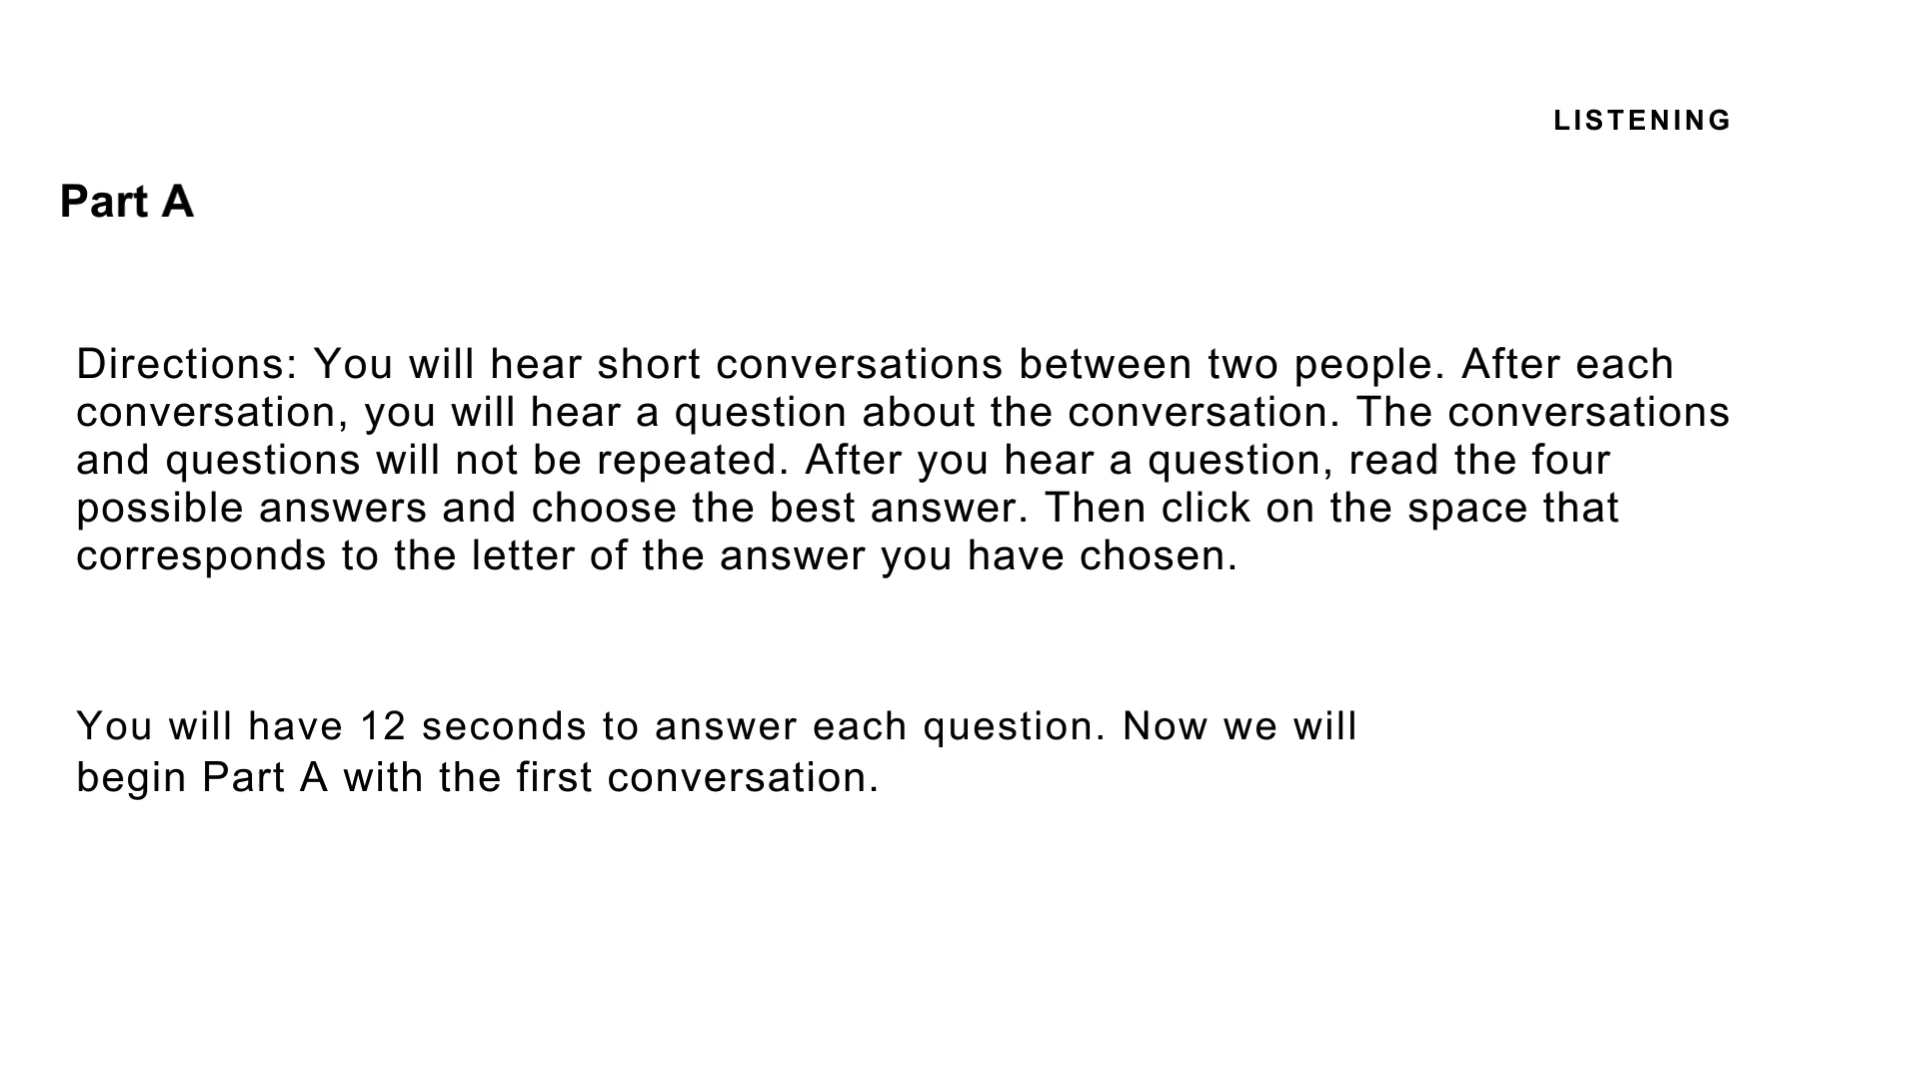 LISTENING
Part A
Directions: You will hear short conversations between two people. After each
conversation, you will hear a question about the conversation. The conversations
and questions will not be repeated. After you hear a question, read the four
possible answers and choose the best answer. Then click on the space that
corresponds to the letter of the answer you have chosen.
You will have 12 seconds to answer each question. Now we will
begin Part A with the first conversation.